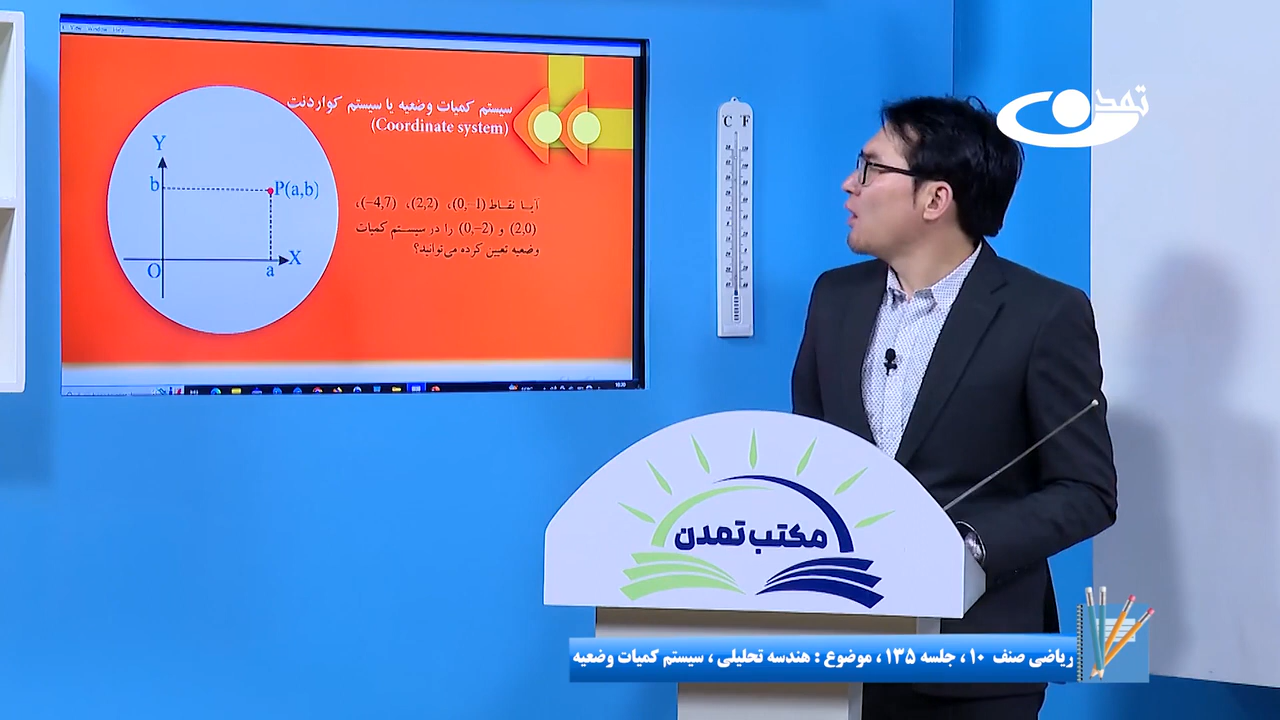 سیستم کمیات وضعیه یا سیستم کواردنت
(Coordinate system)
آیا نقاط (0,-1)، (2,2)، (-4,7)،
(2,0) و (0,-2) را در سیستم کمیات
وضعیه تعین کرده می‌توانید؟
Y
b
P(a,b)
O
a
X
C F
تمدن
مکتب تمدن
ریاضی صنف ۱۰، جلسه ۱۳۵، موضوع : هندسه تحلیلی، سیستم کمیات وضعیه